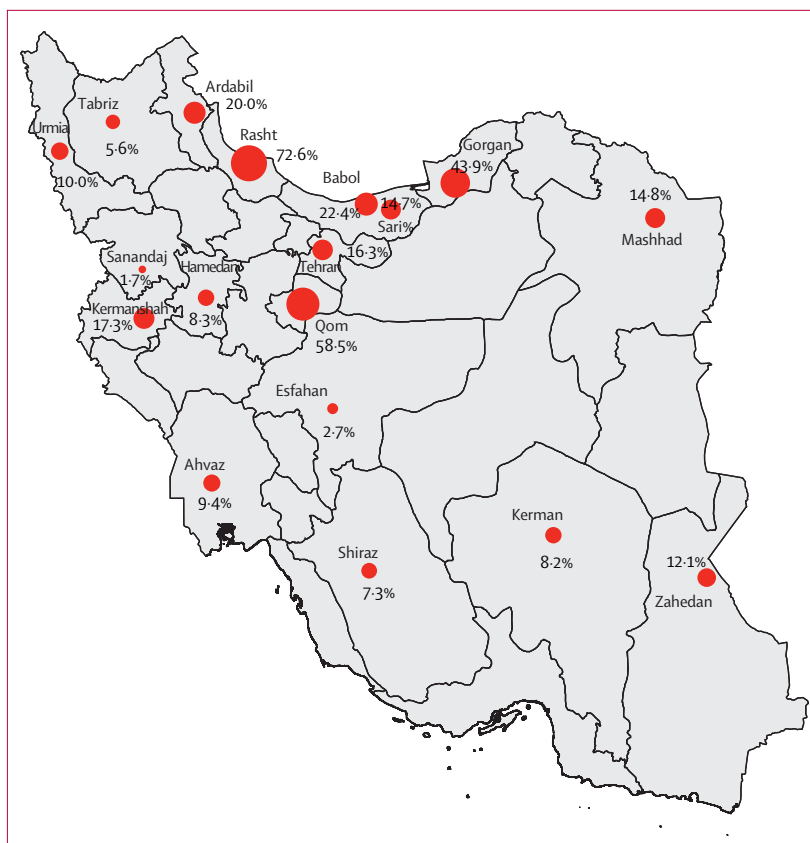 Ardabil
20·0%
Tabriz
5·6%
Urmia
10·0%
Rasht
72·6%
Babol
22·4%
14·7%
Sari%
Gorgan
43·9%
14·8%
Mashhad
16·3%
Tehran
Sanandaj
1·7%
Hamedan
8·3%
Kermanshah
17·3%
Qom
58·5%
Esfahan
2·7%
Ahvaz
9·4%
Kerman
8·2%
Shiraz
7·3%
12·1%
Zahedan